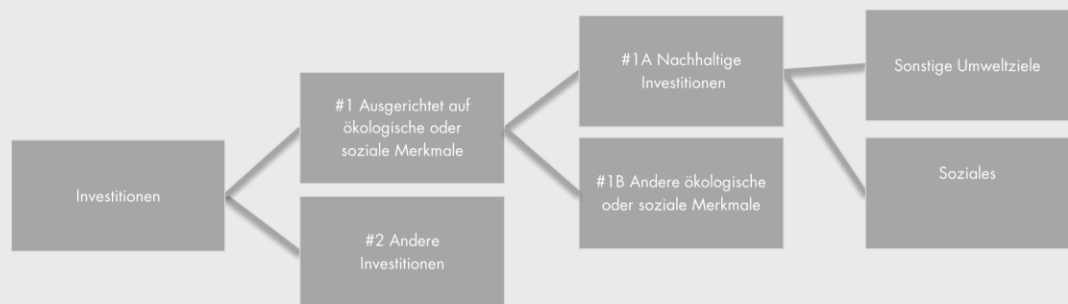 Investitionen
#1 Ausgerichtet auf
ökologische oder
soziale Merkmale
#2 Andere
Investitionen
#1A Nachhaltige
Investitionen
#1B Andere ökologische
oder soziale Merkmale
Sonstige Umweltziele
Soziales